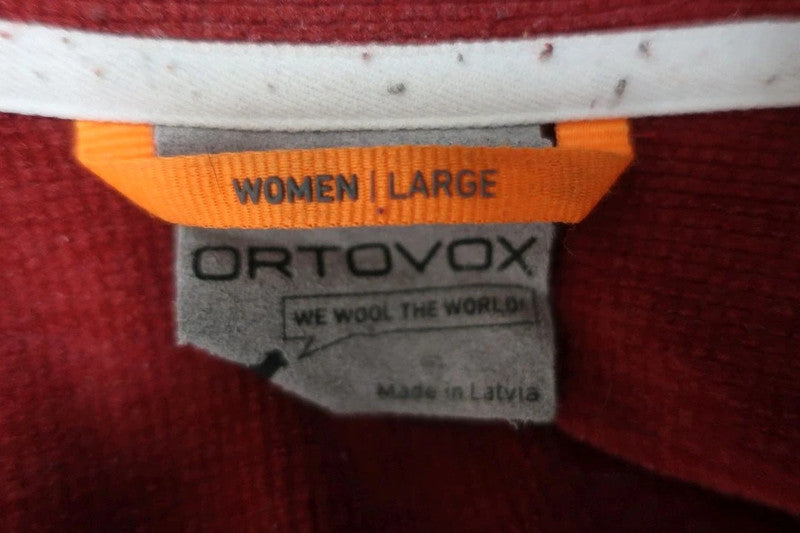 WOMEN | LARGE
ORTOVOX
WE WOOL THE WORLD!
Made in Latvia